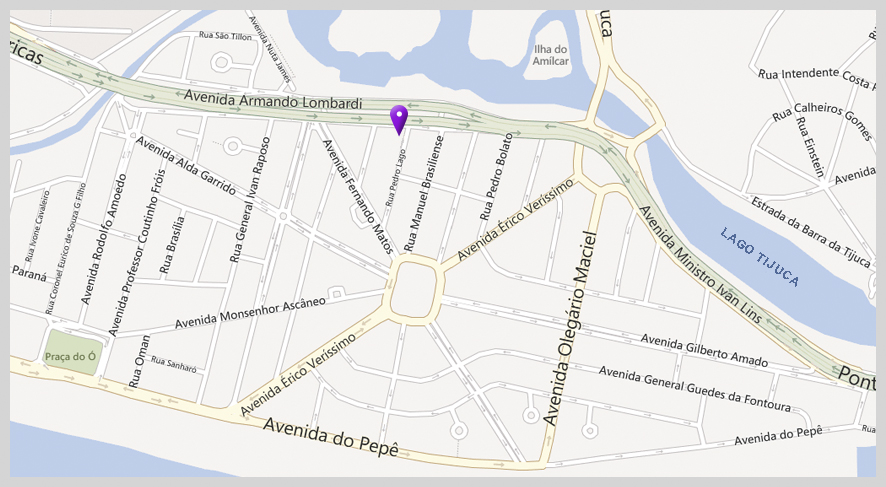 Rua São Tillon
Avenida Nuta James
uca
Ilha do
Amílcar
ricas
Rua Intendente Costa P
Avenida Armando Lombardi
Rua Calheiros Gomes
Rua Einstein
Avenida
Avenida Alda Garrido
Rua General Ivan Raposo
Avenida Fernando Matos
Rua Pedro Lago
Rua Manuel Brasiliense
Rua Pedro Bolato
Avenida Érico Veríssimo
Rua Ivone Cavaleiro
Rua Coronel Eurico de Souza G Filho
Avenida Rodolfo Amoedo
Avenida Professor Coutinho Fróis
Rua Brasília
Estrada da Barra da Tijuca
LAGO TIJUCA
Avenida Ministro Ivan Lins
Avenida Olegário Maciel
Paraná
Avenida Monsenhor Ascâneo
Praça do Ó
Rua Oman
Rua Sanharó
Avenida Érico Veríssimo
Avenida Gilberto Amado
Avenida General Guedes da Fontoura
Pont
Avenida do Pepê
Avenida do Pepê
Rua